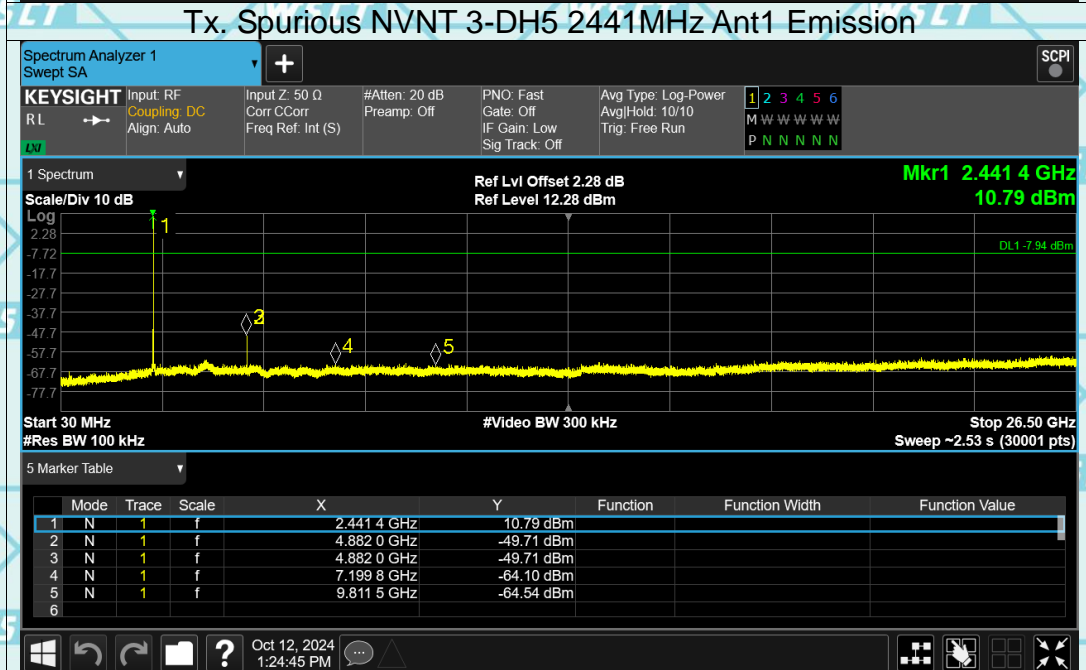 Tx. Spurious NVNT 3-DH5 2441MHz Ant1 Emission
Spectrum Analyzer 1
Swept SA
+
SCPI
KEYSIGHT
RL
LXI
Input: RF
Coupling: DC
Align: Auto
Input Z: 50 Ω
Corr CCorr
Freq Ref: Int (S)
#Atten: 20 dB
Preamp: Off
PNO: Fast
Gate: Off
IF Gain: Low
Sig Track: Off
Avg Type: Log-Power
Avg|Hold: 10/10
Trig: Free Run
1 2 3 4 5 6
M W W W W W
P N N N N N
1 Spectrum
Scale/Div 10 dB
Ref Lvl Offset 2.28 dB
Ref Level 12.28 dBm
Mkr1 2.441 4 GHz
10.79 dBm
Log
2.28
-7.72
-17.7
-27.7
-37.7
-47.7
-57.7
-67.7
-77.7
1
4
5
DL1 -7.94 dBm
Start 30 MHz
#Res BW 100 kHz
#Video BW 300 kHz
Stop 26.50 GHz
Sweep ~2.53 s (30001 pts)
5 Marker Table
Mode Trace Scale X Y Function Function Width Function Value
1 N 1 f 2.441 4 GHz 10.79 dBm
2 N 1 f 4.882 0 GHz -49.71 dBm
3 N 1 f 4.882 0 GHz -49.71 dBm
4 N 1 f 7.199 8 GHz -64.10 dBm
5 N 1 f 9.811 5 GHz -64.54 dBm
6
?
Oct 12, 2024
1:24:45 PM